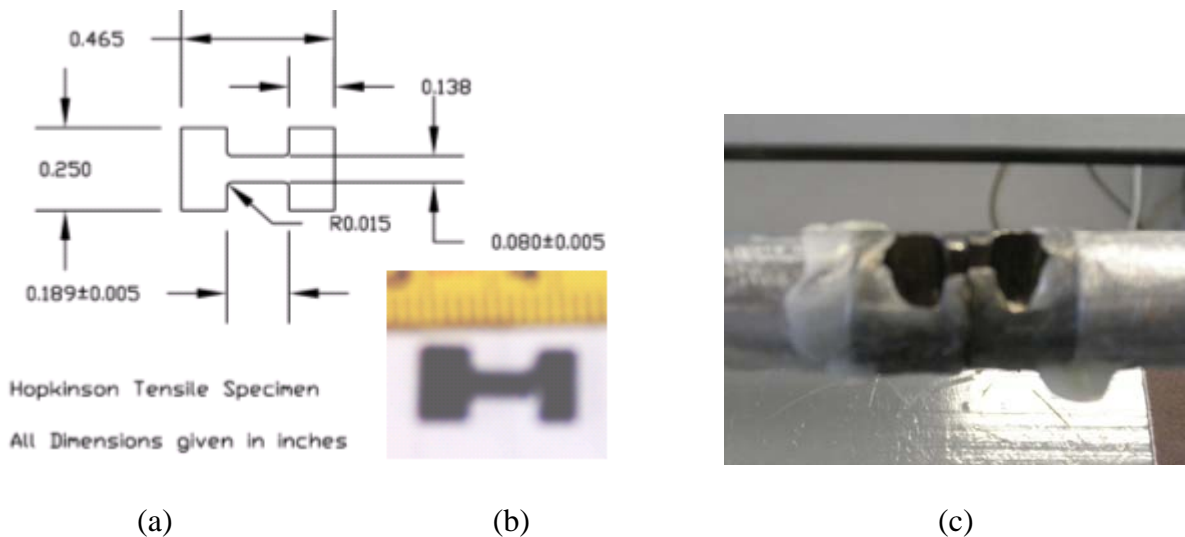 0.465
0.138
0.250
R0.015
0.080±0.005
0.189±0.005
Hopkinson Tensile Specimen
All Dimensions given in inches
(a)
(b)
(c)